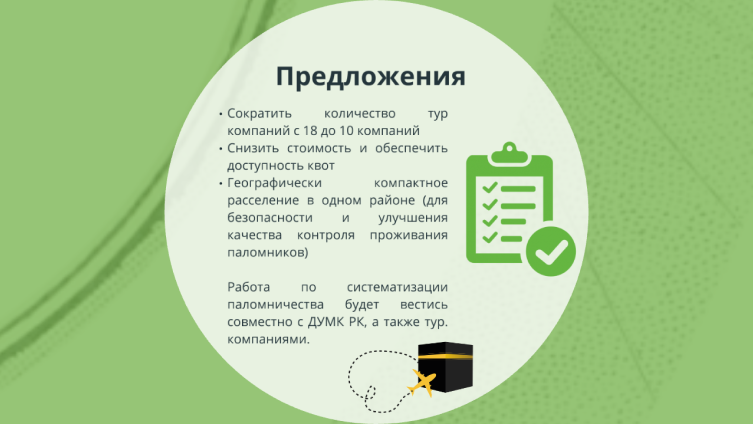 Предложения
• Сократить количество тур
компаний с 18 до 10 компаний
• Снизить стоимость и обеспечить
доступность квот
• Географически компактное
расселение в одном районе (для
безопасности и улучшения
качества контроля проживания
паломников)
Работа по систематизации
паломничества будет вестись
совместно с ДУМК РК, а также тур.
компаниями.